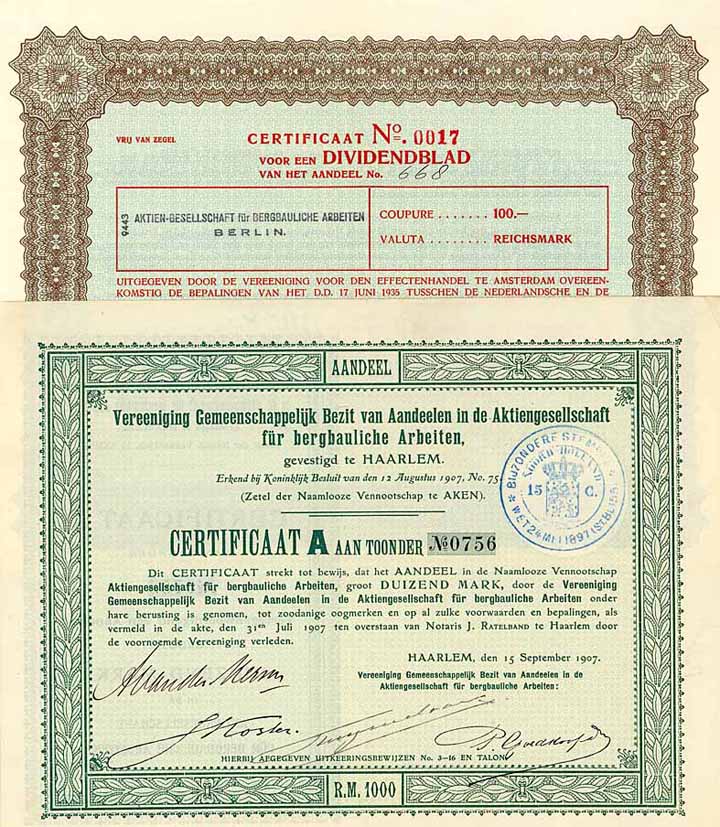 VRIJ VAN ZEGEL
CERTIFICAAT No. 0017
VOOR EEN DIVIDENDBLAD
VAN HET AANDEEL No. 668
9443
AKTIEN-GESELLSCHAFT für BERGBAULICHE ARBEITEN
BERLIN.
COUPURE ....... 100.—
VALUTA ........ REICHSMARK
UITGEGEVEN DOOR DE VEREENIGING VOOR DEN EFFECTENHANDEL TE AMSTERDAM OVEREEN-
KOMSTIG DE BEPALINGEN VAN HET D.D. 17 JUNI 1935 TUSSCHEN DE NEDERLANDSCHE EN DE
AANDEEL
Vereeniging Gemeenschappelijk Bezit van Aandeelen in de Aktiengesellschaft
für bergbauliche Arbeiten,
gevestigd te HAARLEM.
Erkend bij Koninklijk Besluit van den 12 Augustus 1907, No. 75
(Zetel der Naamlooze Vennootschap te AKEN).
BIJZONDERE STEMPEL
ZUIDHOLLAND
15 C.
WET 24 MEI 1897 (STBL.
CERTIFICAAT A AAN TOONDER No 0756
Dit CERTIFICAAT strekt tot bewijs, dat het AANDEEL in de Naamlooze Vennootschap
Aktiengesellschaft für bergbauliche Arbeiten, groot DUIZEND MARK, door de Vereeniging
Gemeenschappelijk Bezit van Aandeelen in de Aktiengesellschaft für bergbauliche Arbeiten onder
hare berusting is genomen, tot zoodanige oogmerken en op al zulke voorwaarden en bepalingen, als
vermeld in de akte, den 31en Juli 1907 ten overstaan van Notaris J. RATELBAND te Haarlem door
de voornoemde Vereeniging verleden.
HAARLEM, den 15 September 1907.
Vereeniging Gemeenschappelijk Bezit van Aandeelen in de
Aktiengesellschaft für bergbauliche Arbeiten:
J Koster
HIERBIJ AFGEGEVEN UITKEERINGSBEWIJZEN No. 3–16 EN TALON
R.M. 1000